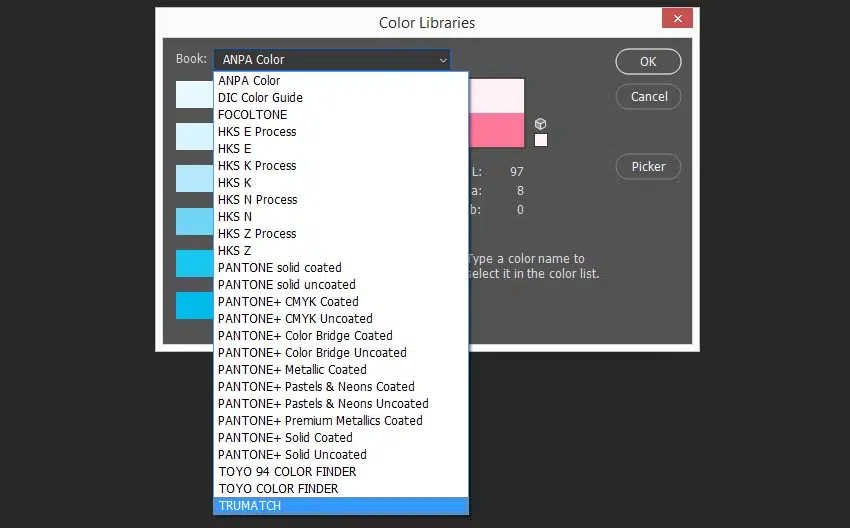 Color Libraries
Book: ANPA Color
OK
Cancel
Picker
ANPA Color
DIC Color Guide
FOCOLTONE
HKS E Process
HKS E
HKS K Process
HKS K
HKS N Process
HKS N
HKS Z Process
HKS Z
PANTONE solid coated
PANTONE solid uncoated
PANTONE+ CMYK Coated
PANTONE+ CMYK Uncoated
PANTONE+ Color Bridge Coated
PANTONE+ Color Bridge Uncoated
PANTONE+ Metallic Coated
PANTONE+ Pastels & Neons Coated
PANTONE+ Pastels & Neons Uncoated
PANTONE+ Premium Metallics Coated
PANTONE+ Solid Coated
PANTONE+ Solid Uncoated
TOYO 94 COLOR FINDER
TOYO COLOR FINDER
TRUMATCH
L: 97
a: 8
b: 0
Type a color name to
select it in the color list.